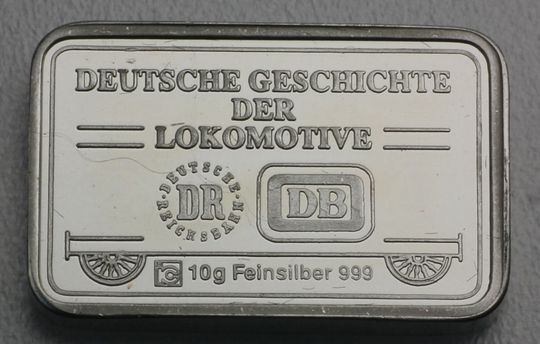 DEUTSCHE GESCHICHTE
DER
LOKOMOTIVE
DEUTSCHE REICHSBAHN
DR
DB
10g Feinsilber 999